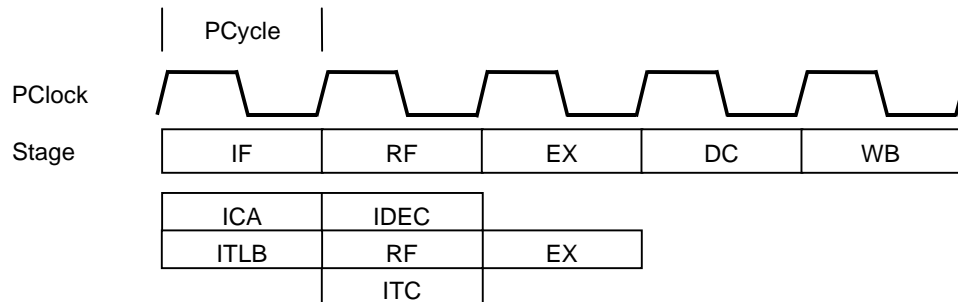 PCycle
PClock
Stage IF RF EX DC WB
ICA IDEC
ITLB RF EX
ITC